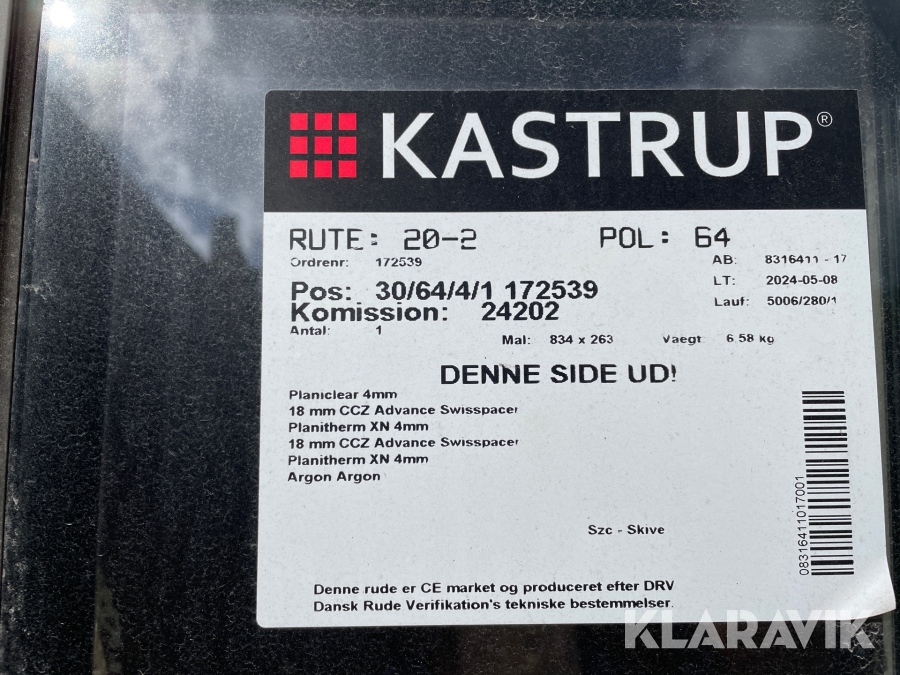 KASTRUP®
RUTE: 20-2 POL: 64
Ordrenr: 172539 AB: 8316411 - 17
Pos: 30/64/4/1 172539 LT: 2024-05-08
Komission: 24202 Lauf: 5006/280/1
Antal: 1
Mal: 834 x 263 Vaegt 6.58 kg
DENNE SIDE UD!
Planiclear 4mm
18 mm CCZ Advance Swisspacer
Planitherm XN 4mm
18 mm CCZ Advance Swisspacer
Planitherm XN 4mm
Argon Argon
08316411017001
Szc - Skive
Denne rude er CE market og produceret efter DRV
Dansk Rude Verifikation's tekniske bestemmelser.
KLARAVIK